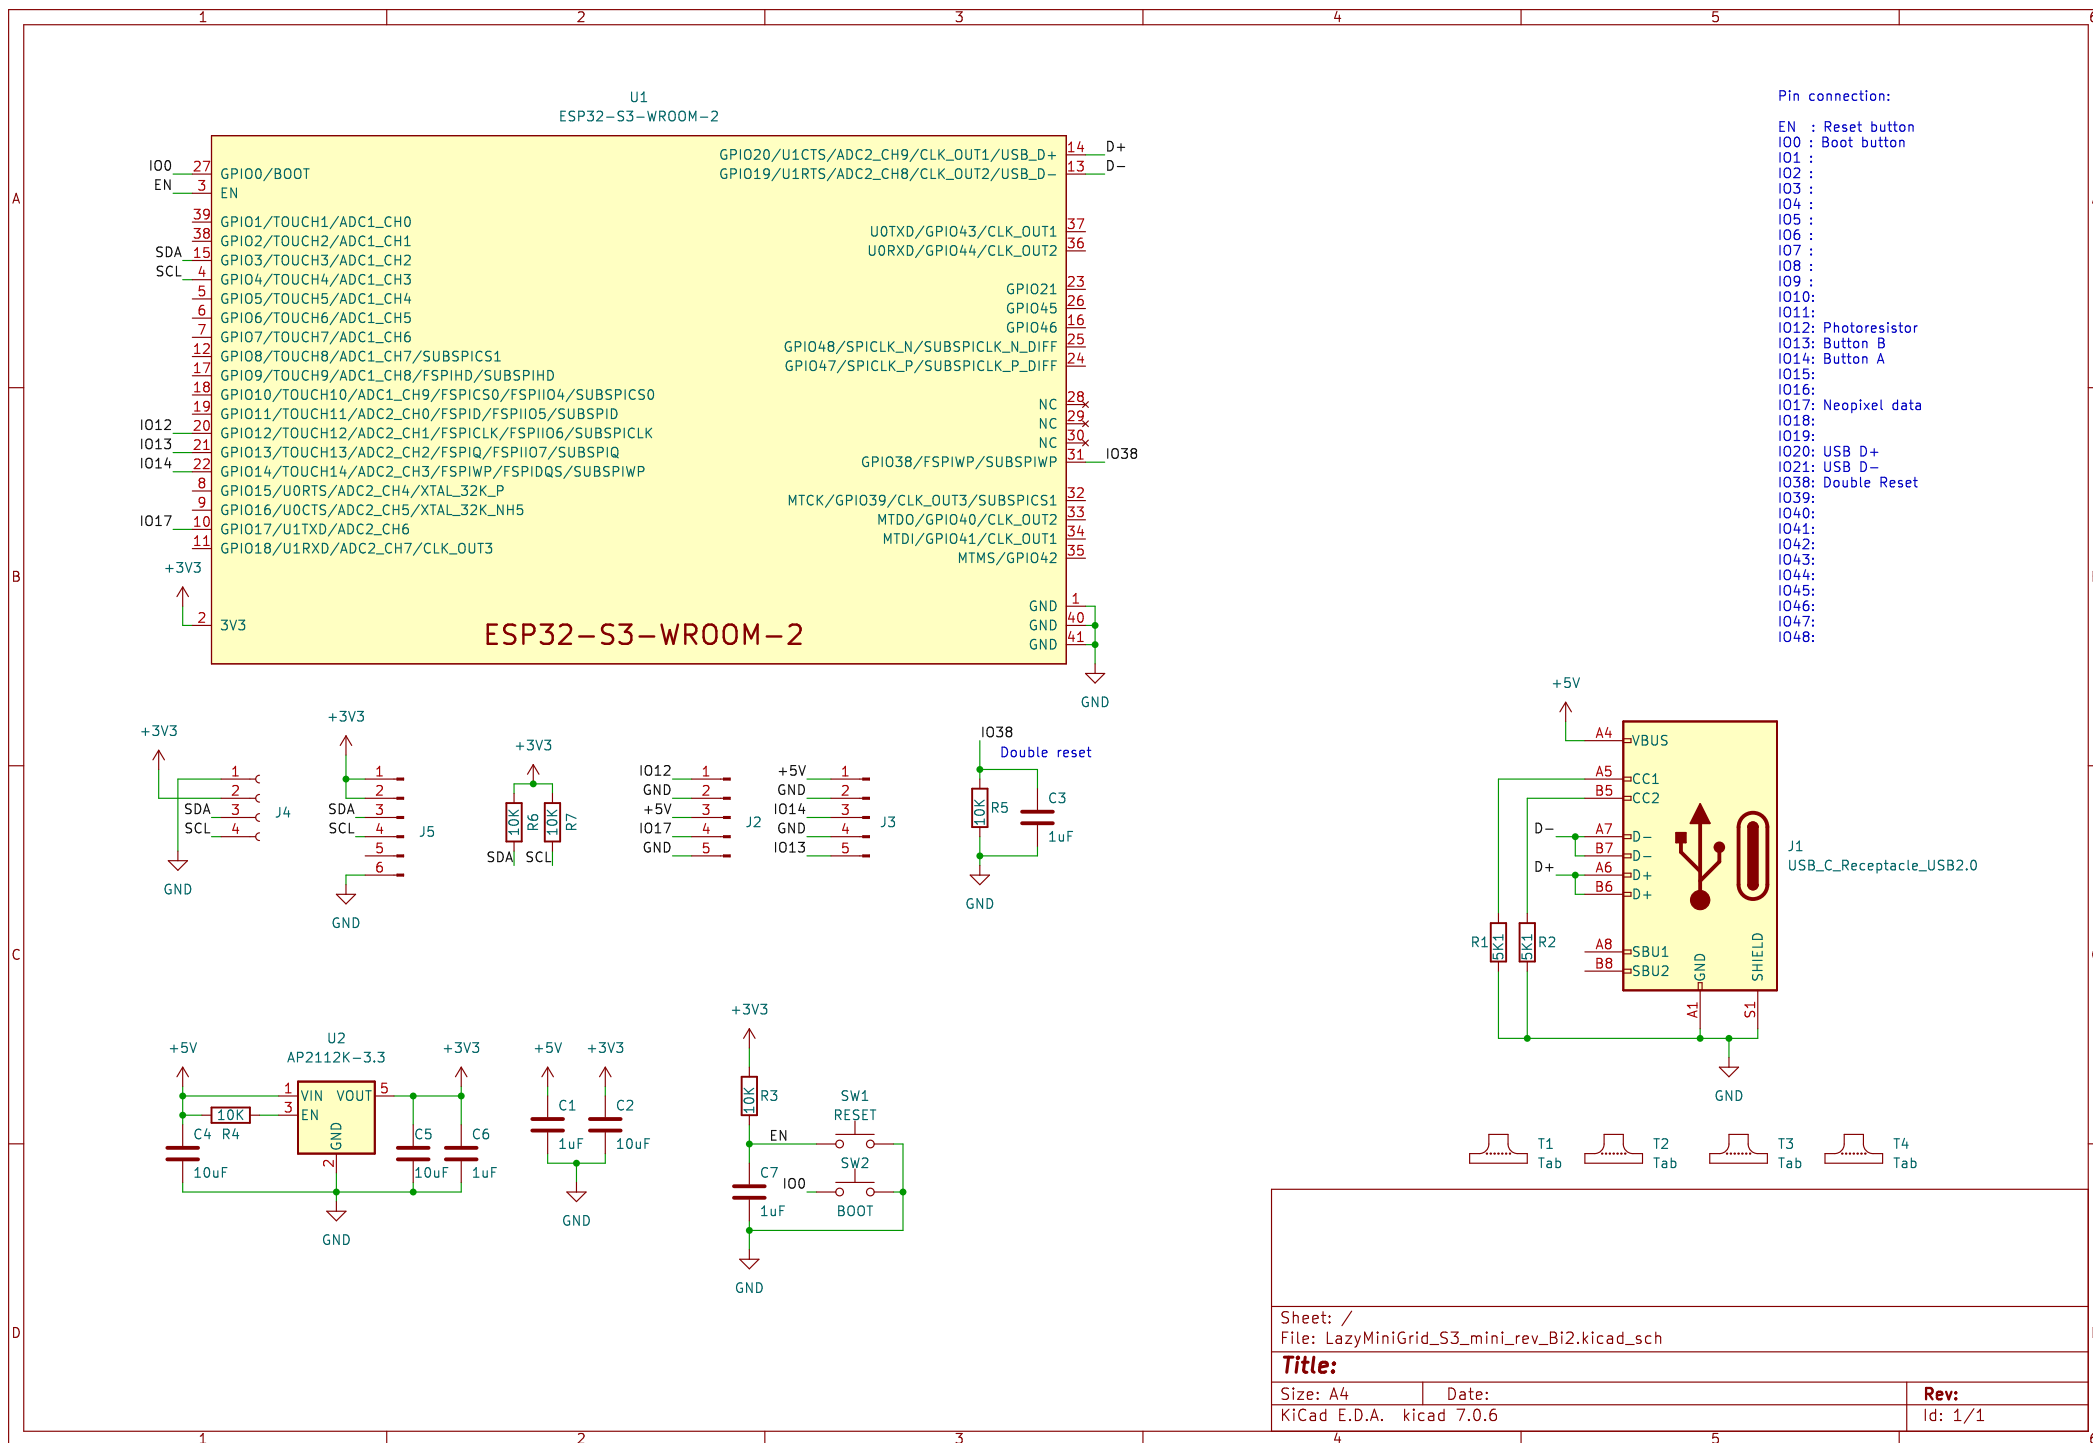 1 2 3 4 5 6
U1
ESP32-S3-WROOM-2
IO0 27 GPIO0/BOOT
EN 3 EN
39 GPIO1/TOUCH1/ADC1_CH0
38 GPIO2/TOUCH2/ADC1_CH1
SDA 15 GPIO3/TOUCH3/ADC1_CH2
SCL 4 GPIO4/TOUCH4/ADC1_CH3
5 GPIO5/TOUCH5/ADC1_CH4
6 GPIO6/TOUCH6/ADC1_CH5
7 GPIO7/TOUCH7/ADC1_CH6
12 GPIO8/TOUCH8/ADC1_CH7/SUBSPICS1
17 GPIO9/TOUCH9/ADC1_CH8/FSPIHD/SUBSPIHD
18 GPIO10/TOUCH10/ADC1_CH9/FSPICS0/FSPIIO4/SUBSPICS0
19 GPIO11/TOUCH11/ADC2_CH0/FSPID/FSPIIO5/SUBSPID
IO12 20 GPIO12/TOUCH12/ADC2_CH1/FSPICLK/FSPIIO6/SUBSPICLK
IO13 21 GPIO13/TOUCH13/ADC2_CH2/FSPIQ/FSPIIO7/SUBSPIQ
IO14 22 GPIO14/TOUCH14/ADC2_CH3/FSPIWP/FSPIDQS/SUBSPIWP
8 GPIO15/U0RTS/ADC2_CH4/XTAL_32K_P
9 GPIO16/U0CTS/ADC2_CH5/XTAL_32K_NH5
IO17 10 GPIO17/U1TXD/ADC2_CH6
11 GPIO18/U1RXD/ADC2_CH7/CLK_OUT3
+3V3
2 3V3
ESP32-S3-WROOM-2
GPIO20/U1CTS/ADC2_CH9/CLK_OUT1/USB_D+ 14 D+
GPIO19/U1RTS/ADC2_CH8/CLK_OUT2/USB_D- 13 D-
U0TXD/GPIO43/CLK_OUT1 37
U0RXD/GPIO44/CLK_OUT2 36
GPIO21 23
GPIO45 26
GPIO46 16
GPIO48/SPICLK_N/SUBSPICLK_N_DIFF 25
GPIO47/SPICLK_P/SUBSPICLK_P_DIFF 24
NC 28
NC 29
NC 30
GPIO38/FSPIWP/SUBSPIWP 31 IO38
MTCK/GPIO39/CLK_OUT3/SUBSPICS1 32
MTDO/GPIO40/CLK_OUT2 33
MTDI/GPIO41/CLK_OUT1 34
MTMS/GPIO42 35
GND 1
GND 40
GND 41
GND
Pin connection:
EN : Reset button
IO0 : Boot button
IO1 :
IO2 :
IO3 :
IO4 :
IO5 :
IO6 :
IO7 :
IO8 :
IO9 :
IO10:
IO11:
IO12: Photoresistor
IO13: Button B
IO14: Button A
IO15:
IO16:
IO17: Neopixel data
IO18:
IO19:
IO20: USB D+
IO21: USB D-
IO38: Double Reset
IO39:
IO40:
IO41:
IO42:
IO43:
IO44:
IO45:
IO46:
IO47:
IO48:
+3V3
1
2
SDA 3
SCL 4
J4
GND
+3V3
1
2
SDA 3
SCL 4
5
6
J5
GND
+3V3
10K R6
10K R7
SDA SCL
IO12 1
GND 2
+5V 3
IO17 4
GND 5
J2
+5V 1
GND 2
IO14 3
GND 4
IO13 5
J3
IO38
Double reset
10K R5
C3
1uF
GND
+5V
A4 VBUS
A5 CC1
B5 CC2
D- A7 D-
B7 D-
D+ A6 D+
B6 D+
A8 SBU1
B8 SBU2
GND SHIELD
A1 S1
J1
USB_C_Receptacle_USB2.0
R1 5K1
5K1 R2
GND
U2
AP2112K-3.3
+5V
+3V3
1 VIN VOUT 5
3 EN
GND
2
10K
R4
C4
10uF
C5
10uF
C6
1uF
GND
+5V +3V3
C1
1uF
C2
10uF
GND
+3V3
10K R3
EN
SW1
RESET
SW2
BOOT
IO0
C7
1uF
GND
T1
Tab
T2
Tab
T3
Tab
T4
Tab
A
B
C
D
Sheet: /
File: LazyMiniGrid_S3_mini_rev_Bi2.kicad_sch
Title:
Size: A4 Date: Rev:
KiCad E.D.A. kicad 7.0.6 Id: 1/1
1 2 3 4 5 6